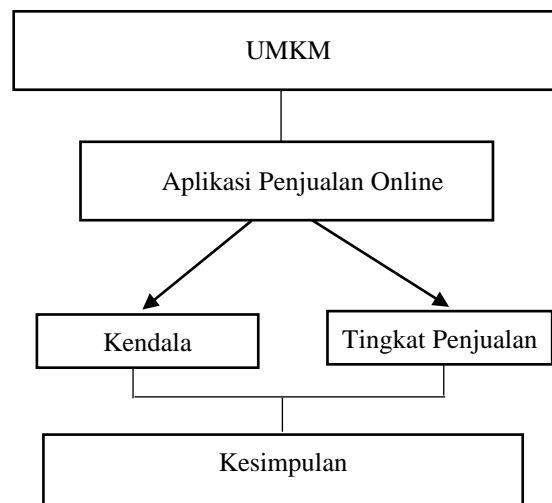 UMKM
Aplikasi Penjualan Online
Kendala
Tingkat Penjualan
Kesimpulan